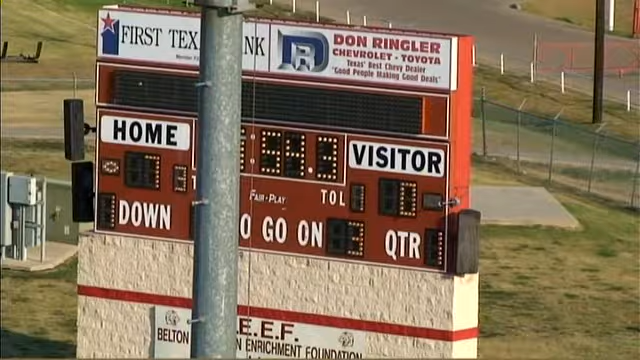 FIRST TEX NK
DON RINGLER
CHEVROLET - TOYOTA
Texas' Best Chevy Dealer
"Good People Making Good Deals"
HOME
VISITOR
FAIR-PLAY
TOL
DOWN
O GO ON
QTR
.E.E.F.
BELTON
N ENRICHMENT FOUNDATION